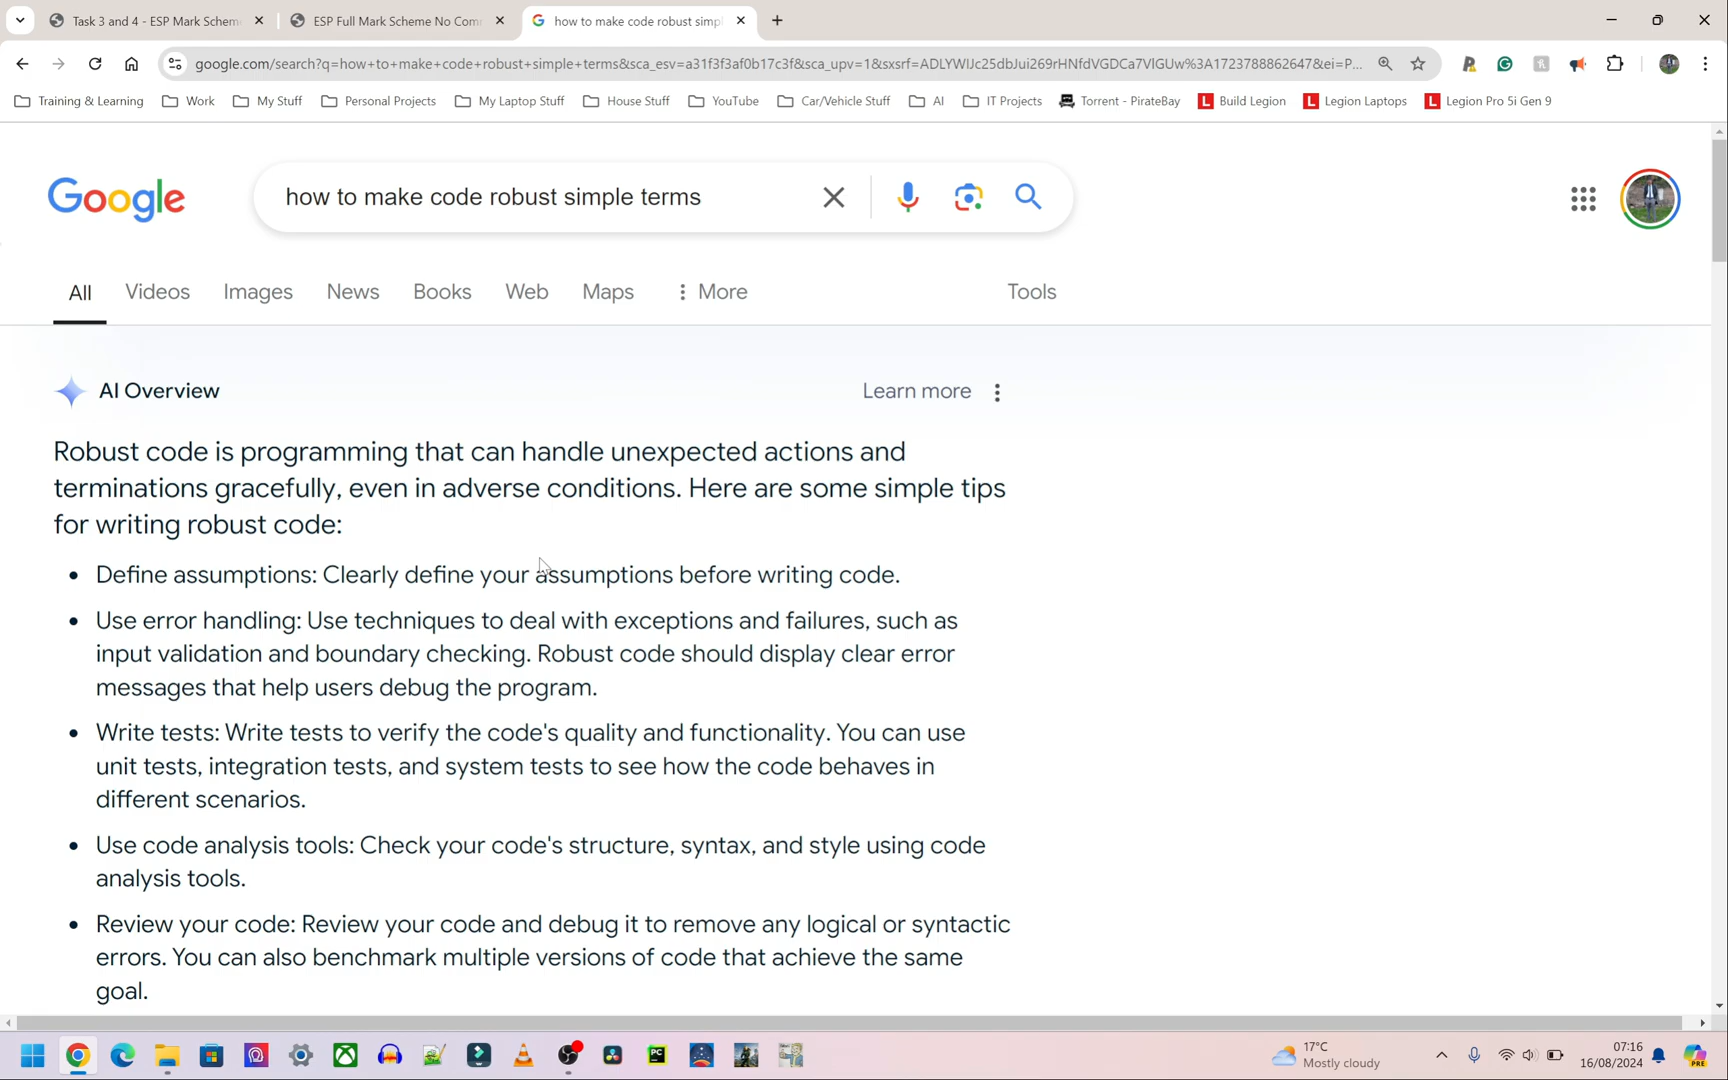 Task 3 and 4 - ESP Mark Schem
ESP Full Mark Scheme No Com
how to make code robust simpl
google.com/search?q=how+to+make+code+robust+simple+terms&sca_esv=a31f3f3af0b17c3f&sca_upv=1&sxsrf=ADLYWIJc25dbJui269rHNfdVGDCa7VlGUw%3A1723788862647&ei=P...
Training & Learning
Work
My Stuff
Personal Projects
My Laptop Stuff
House Stuff
YouTube
Car/Vehicle Stuff
AI
IT Projects
Torrent - PirateBay
Build Legion
Legion Laptops
Legion Pro 5i Gen 9
Google
how to make code robust simple terms
All
Videos
Images
News
Books
Web
Maps
More
Tools
AI Overview
Learn more
Robust code is programming that can handle unexpected actions and
terminations gracefully, even in adverse conditions. Here are some simple tips
for writing robust code:
• Define assumptions: Clearly define your assumptions before writing code.
• Use error handling: Use techniques to deal with exceptions and failures, such as
input validation and boundary checking. Robust code should display clear error
messages that help users debug the program.
• Write tests: Write tests to verify the code's quality and functionality. You can use
unit tests, integration tests, and system tests to see how the code behaves in
different scenarios.
• Use code analysis tools: Check your code's structure, syntax, and style using code
analysis tools.
• Review your code: Review your code and debug it to remove any logical or syntactic
errors. You can also benchmark multiple versions of code that achieve the same
goal.
17°C
Mostly cloudy
07:16
16/08/2024